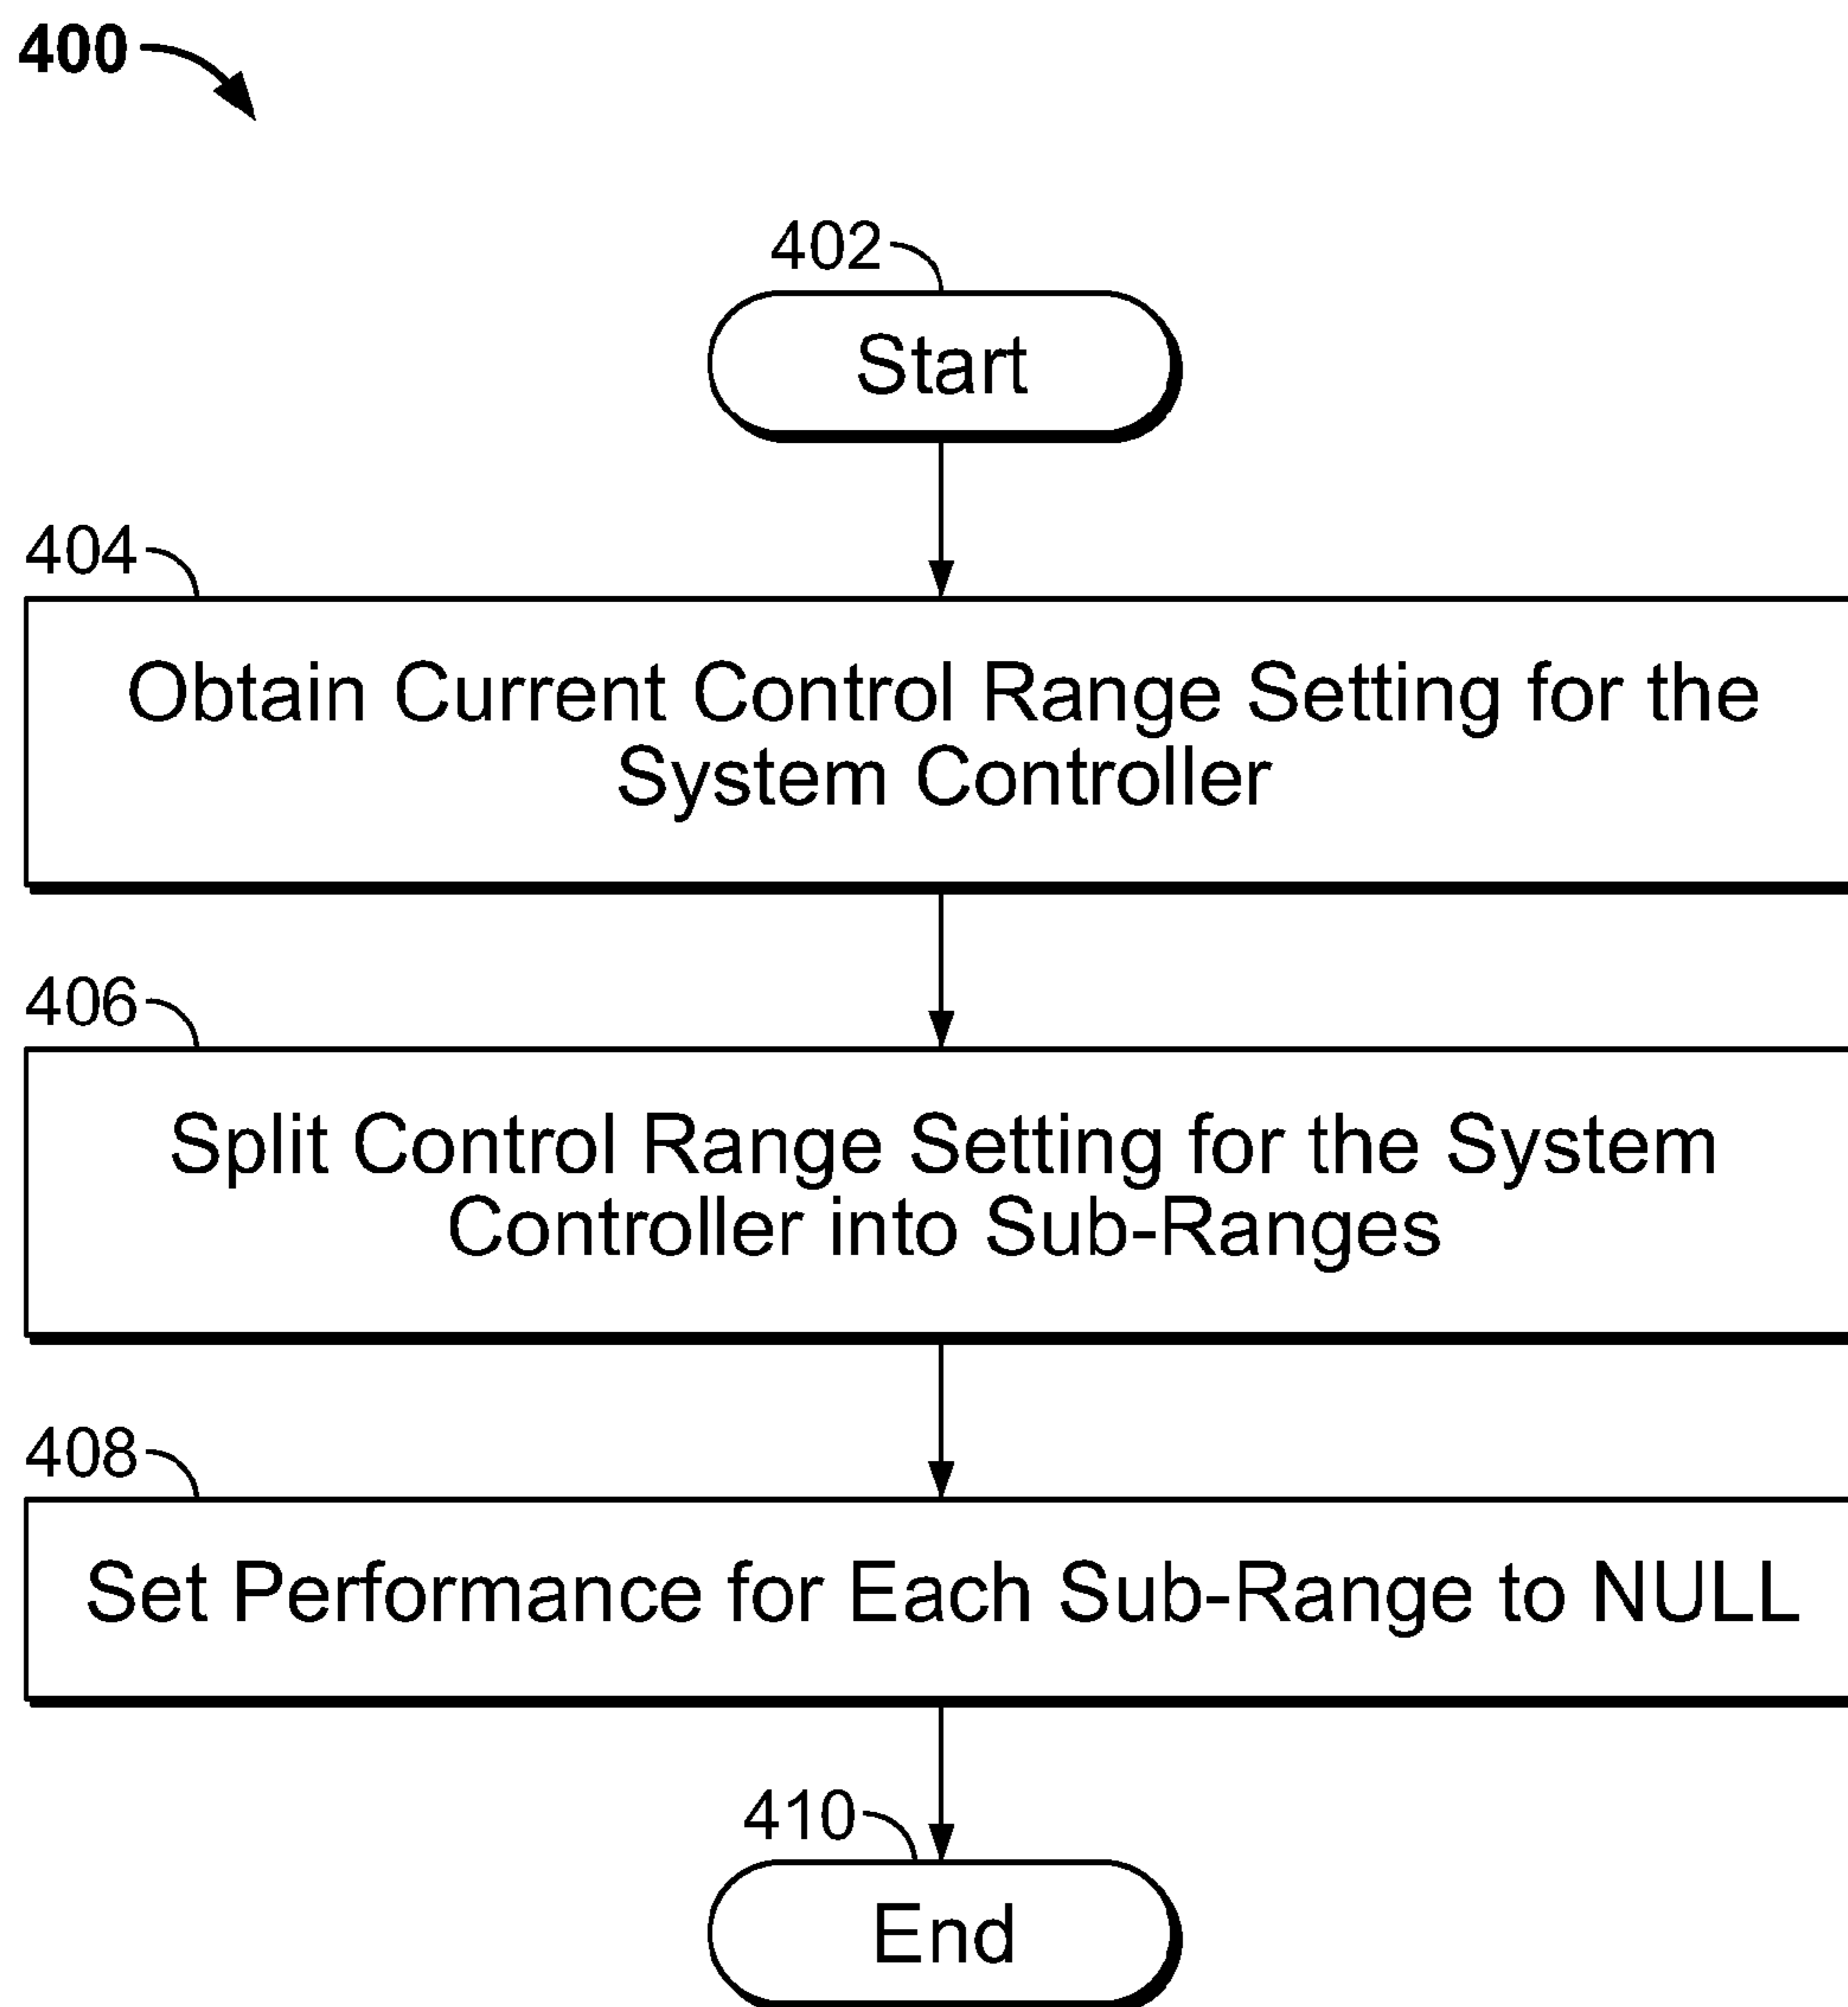 400
402
Start
404
Obtain Current Control Range Setting for the
System Controller
406
Split Control Range Setting for the System
Controller into Sub-Ranges
408
Set Performance for Each Sub-Range to NULL
410
End